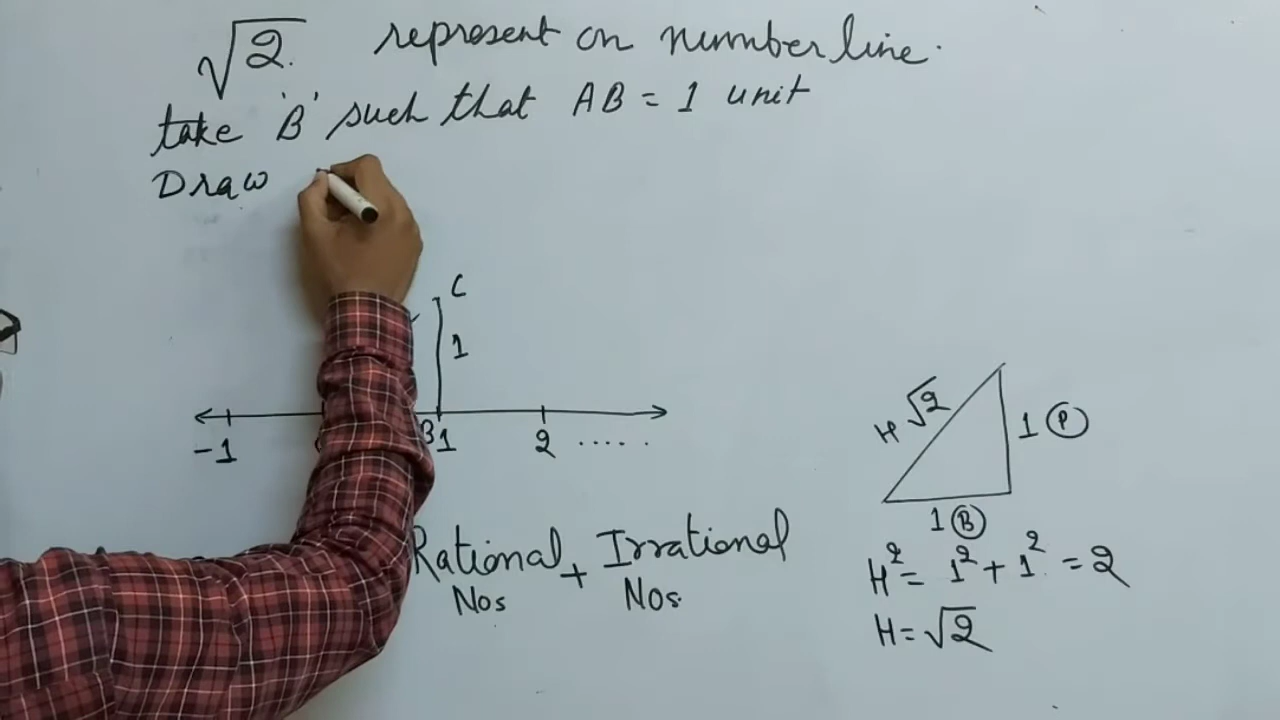 √2. represent on number line.
take 'B' such that AB = 1 unit
Draw
C
1
-1 B 1 2 .....
H √2 1 (P)
1 (B)
Rational + Irrational
Nos Nos.
H² = 1² + 1² = 2
H = √2